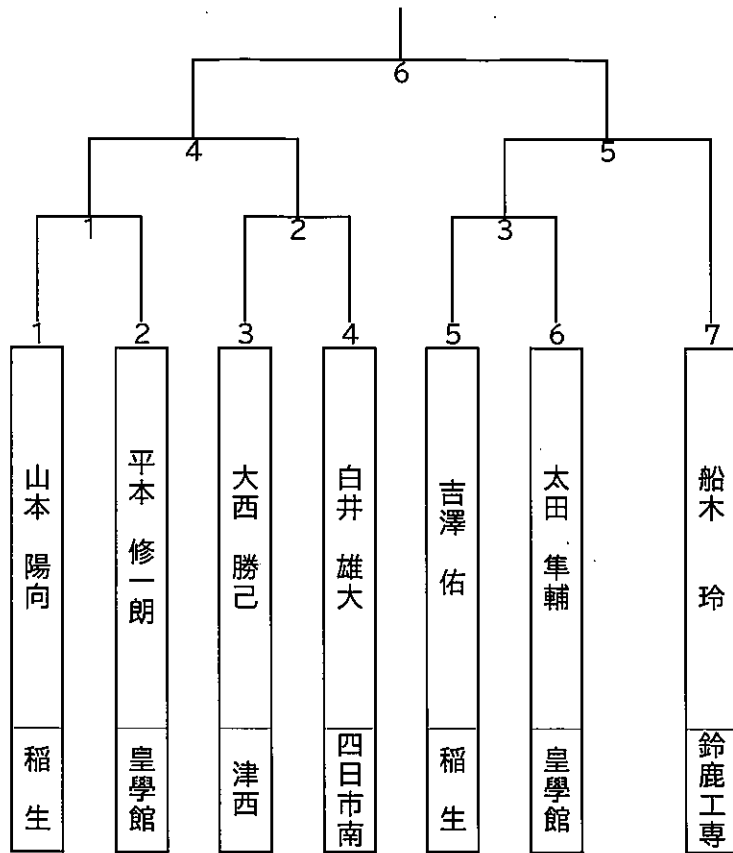 6
4
5
1
2
3
1
2
3
4
5
6
7
山本 陽向
平本 修一朗
大西 勝己
白井 雄大
吉澤 佑
太田 隼輔
船木 玲
稲生
皇學館
津西
四日市南
稲生
皇學館
鈴鹿工専